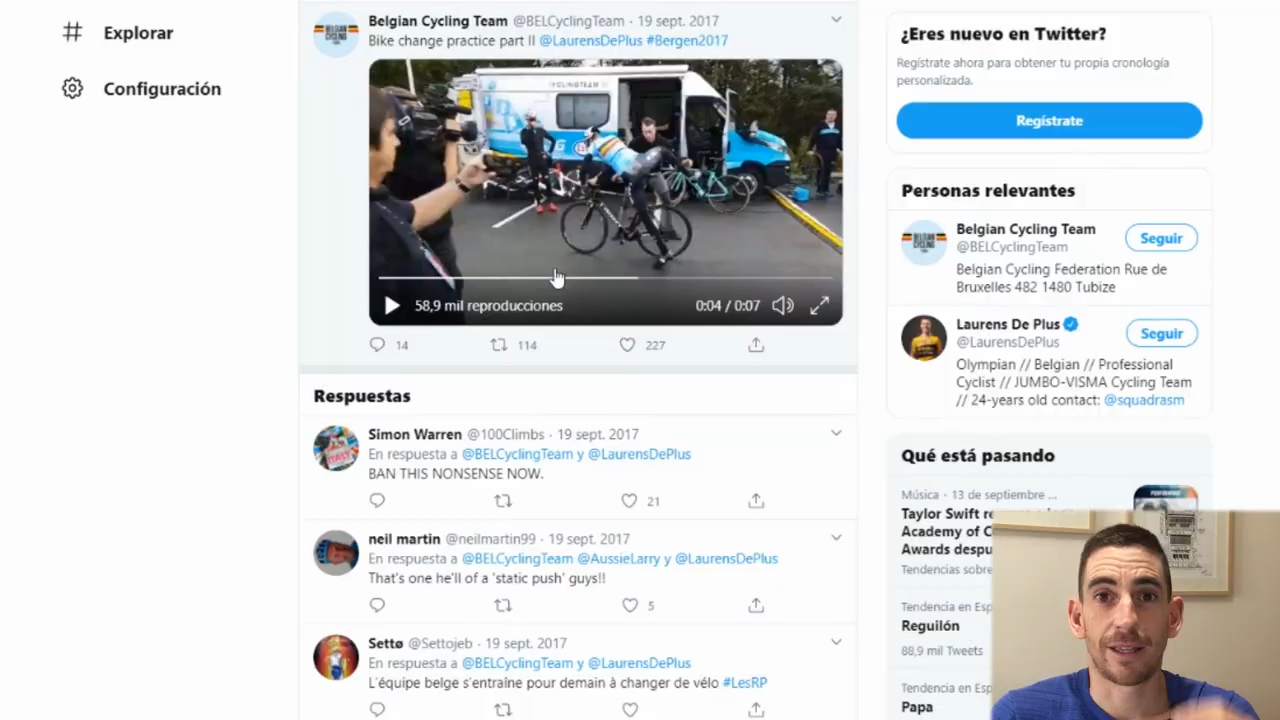 Explorar
Configuración
Belgian Cycling Team @BELCyclingTeam · 19 sept. 2017
Bike change practice part II @LaurensDePlus #Bergen2017
CYCLINGTEAM
58,9 mil reproducciones
0:04 / 0:07
14
114
227
Respuestas
Simon Warren @100Climbs · 19 sept. 2017
En respuesta a @BELCyclingTeam y @LaurensDePlus
BAN THIS NONSENSE NOW.
21
neil martin @neilmartin99 · 19 sept. 2017
En respuesta a @BELCyclingTeam @AussieLarry y @LaurensDePlus
That's one he'll of a 'static push' guys!!
5
Settø @Settojeb · 19 sept. 2017
En respuesta a @BELCyclingTeam y @LaurensDePlus
L'équipe belge s'entraîne pour demain à changer de vélo #LesRP
¿Eres nuevo en Twitter?
Regístrate ahora para obtener tu propia cronología
personalizada.
Regístrate
Personas relevantes
Belgian Cycling Team
@BELCyclingTeam
Seguir
Belgian Cycling Federation Rue de
Bruxelles 482 1480 Tubize
Laurens De Plus
@LaurensDePlus
Seguir
Olympian // Belgian // Professional
Cyclist // JUMBO-VISMA Cycling Team
// 24-years old contact: @squadrasm
Qué está pasando
Música · 13 de septiembre ...
Taylor Swift
Academy of C
Awards despu
Tendencias sobre
Tendencia en Esp
Reguilón
88,9 mil Tweets
Tendencia en Esp
Papa